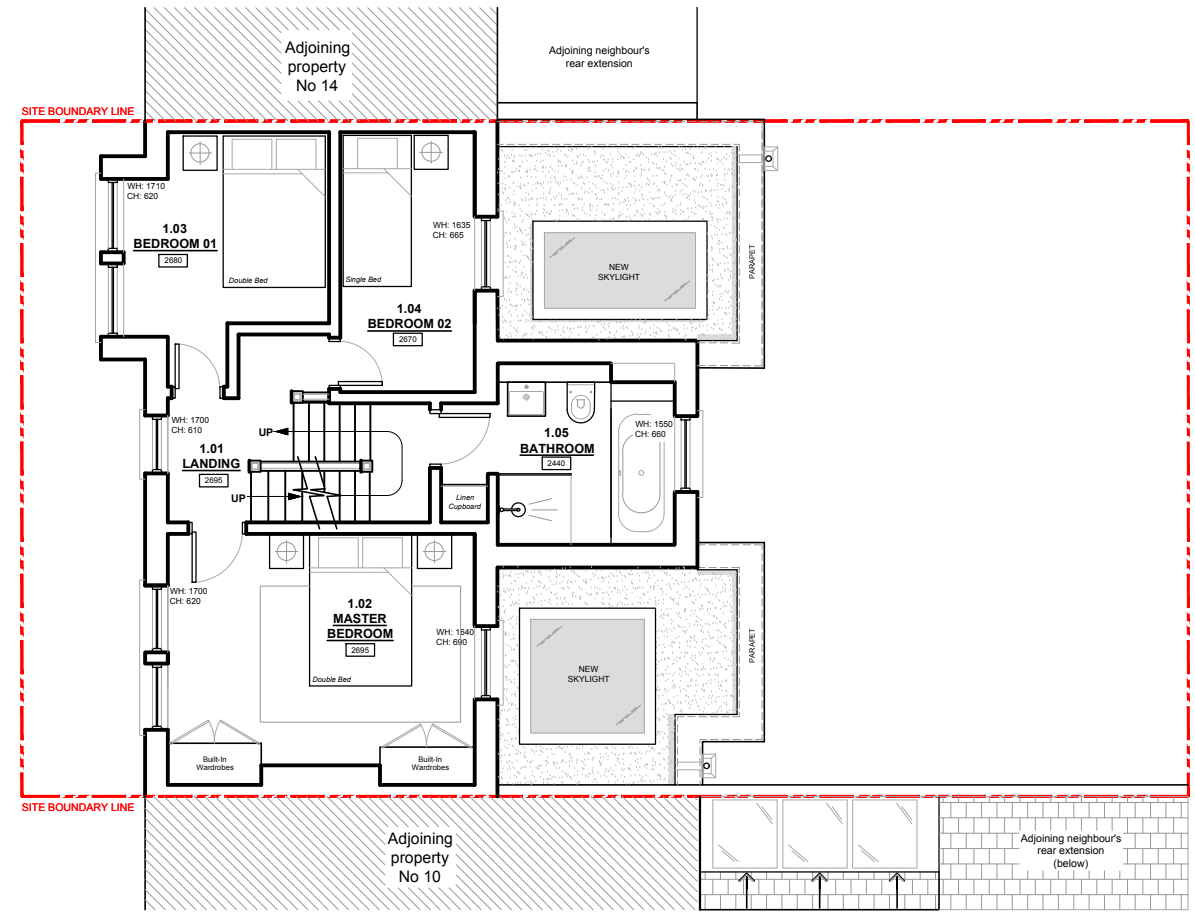 Adjoining
property
No 14
Adjoining neighbour's
rear extension
SITE BOUNDARY LINE
WH: 1710
CH: 620
1.03
BEDROOM 01
2680
Double Bed
Single Bed
WH: 1635
CH: 665
1.04
BEDROOM 02
2670
NEW
SKYLIGHT
PARAPET
WH: 1700
CH: 610
1.01
LANDING
2695
UP
UP
1.05
BATHROOM
2440
WH: 1550
CH: 660
Linen
Cupboard
WH: 1700
CH: 620
1.02
MASTER
BEDROOM
2695
Double Bed
WH: 1640
CH: 690
NEW
SKYLIGHT
PARAPET
Built-In
Wardrobes
Built-In
Wardrobes
SITE BOUNDARY LINE
Adjoining
property
No 10
Adjoining neighbour's
rear extension
(below)